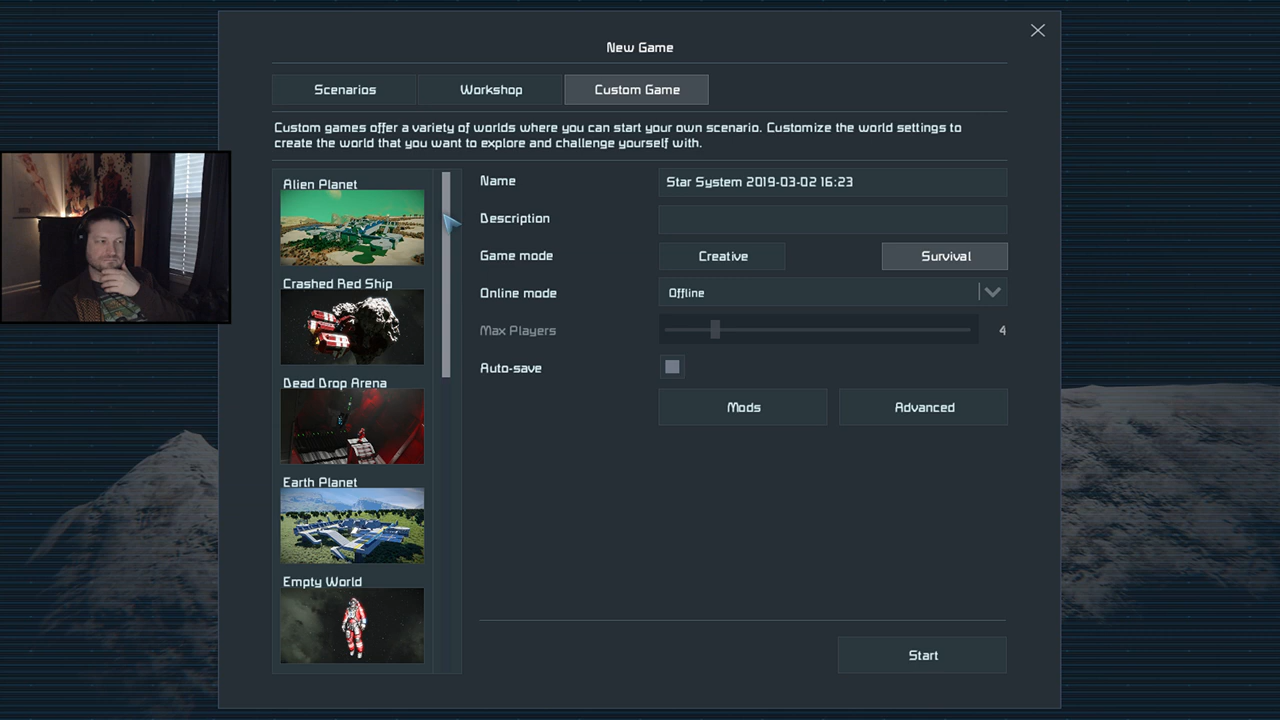 New Game
Scenarios
Workshop
Custom Game
Custom games offer a variety of worlds where you can start your own scenario. Customize the world settings to
create the world that you want to explore and challenge yourself with.
Alien Planet
Crashed Red Ship
Dead Drop Arena
Earth Planet
Empty World
Name
Star System 2019-03-02 16:23
Description
Game mode
Creative
Survival
Online mode
Offline
Max Players
4
Auto-save
Mods
Advanced
Start